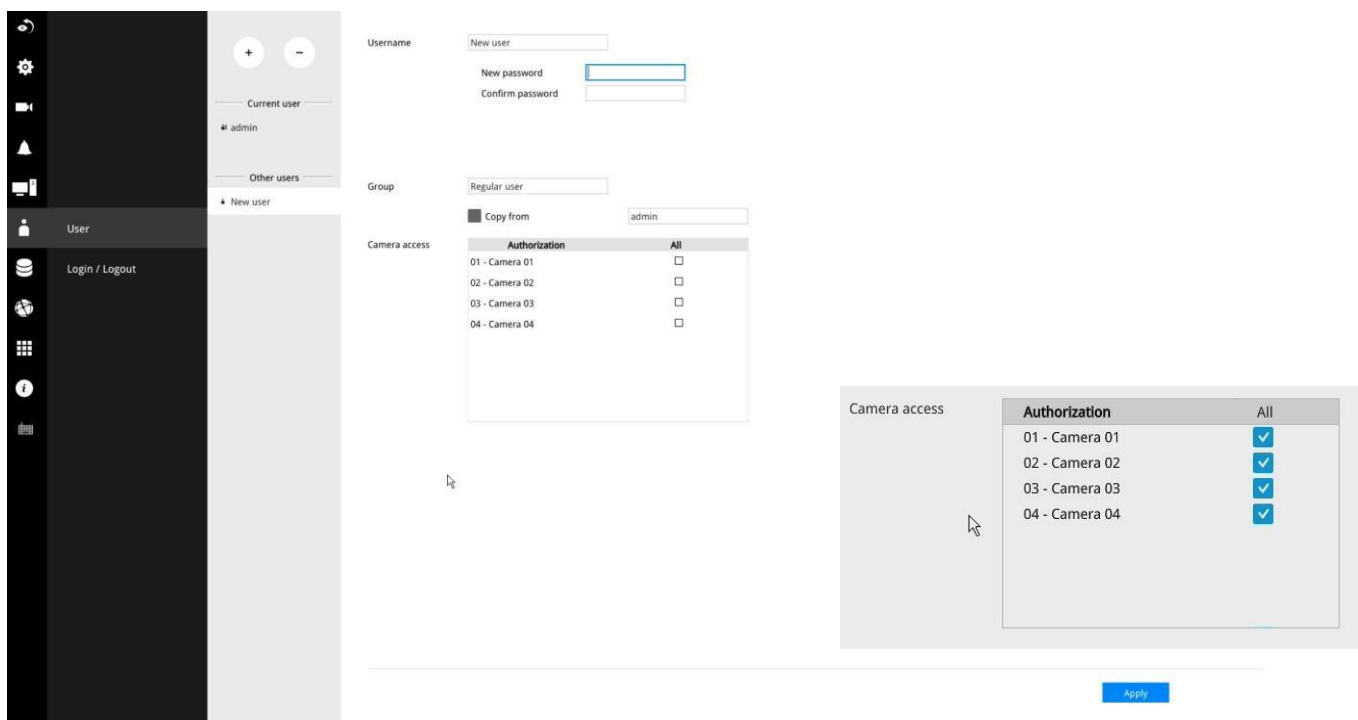 Username
New user
New password
Confirm password
+
−
Current user
admin
Other users
New user
User
Login / Logout
Group
Regular user
Copy from
admin
Camera access
Authorization All
01 - Camera 01
02 - Camera 02
03 - Camera 03
04 - Camera 04
Camera access
Authorization All
01 - Camera 01
02 - Camera 02
03 - Camera 03
04 - Camera 04
Apply